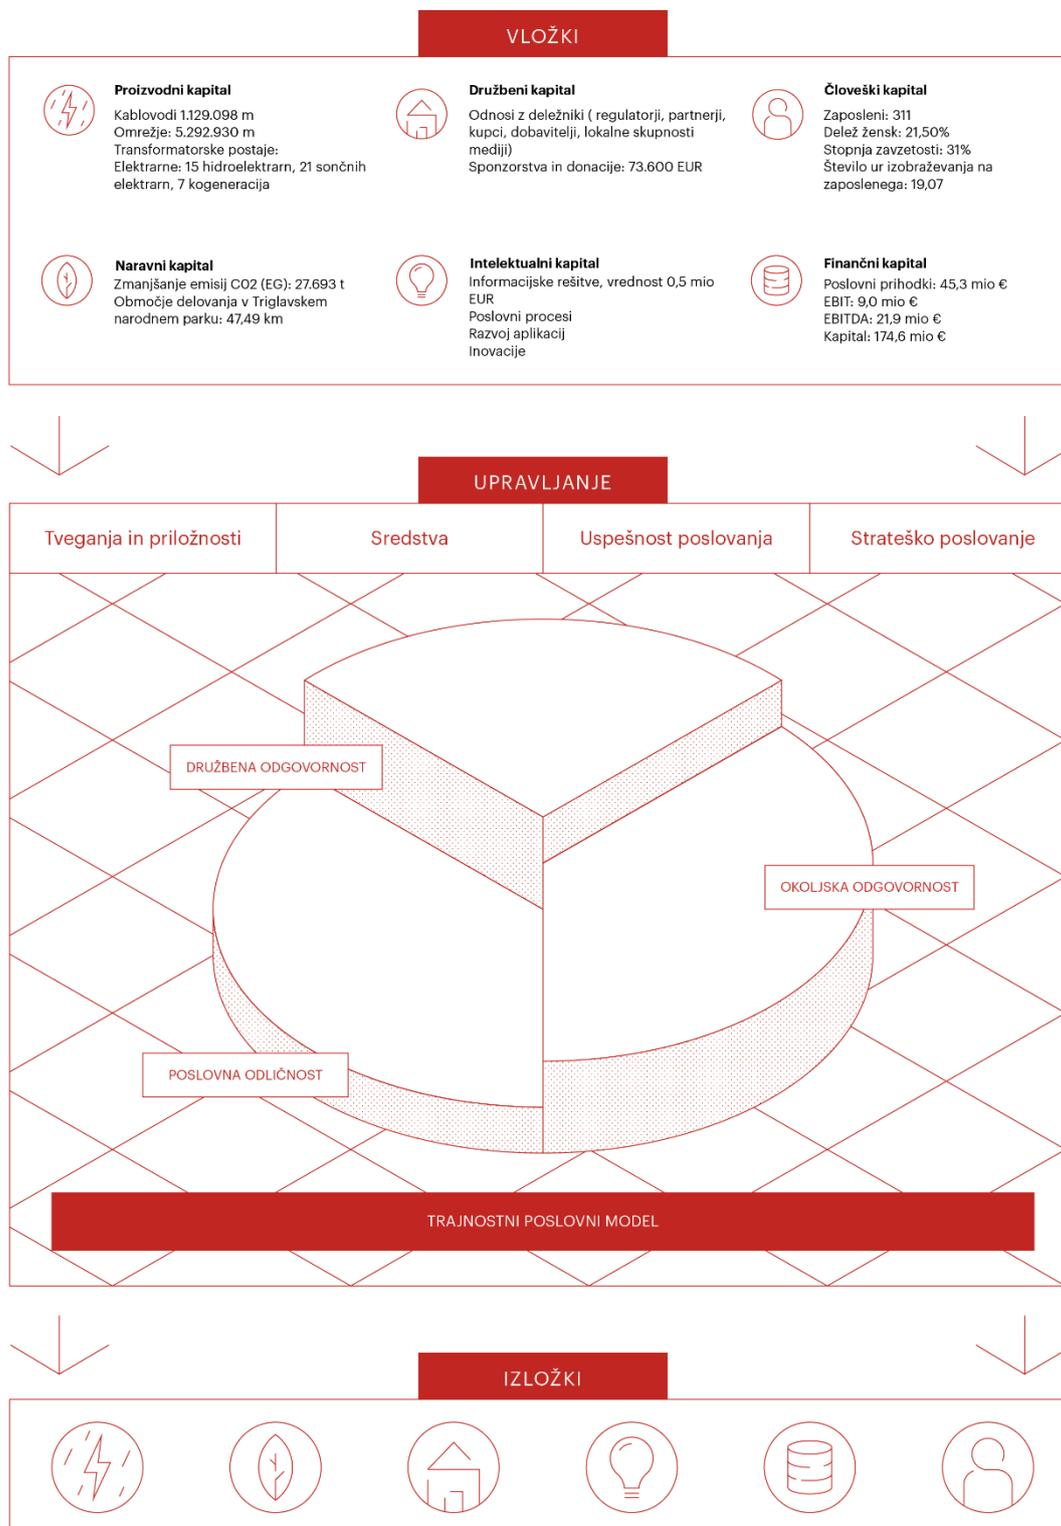 VLOŽKI
Proizvodni kapital
Kablovodi 1.129.098 m
Omrežje: 5.292.930 m
Transformatorske postaje:
Elektrarne: 15 hidroelektrarn, 21 sončnih
elektrarn, 7 kogeneracija
Družbeni kapital
Odnosi z deležniki ( regulatorji, partnerji,
kupci, dobavitelji, lokalne skupnosti
mediji)
Sponzorstva in donacije: 73.600 EUR
Človeški kapital
Zaposleni: 311
Delež žensk: 21,50%
Stopnja zavzetosti: 31%
Število ur izobraževanja na
zaposlenega: 19,07
Naravni kapital
Zmanjšanje emisij C02 (EG): 27.693 t
Območje delovanja v Triglavskem
narodnem parku: 47,49 km
Intelektualni kapital
Informacijske rešitve, vrednost 0,5 mio
EUR
Poslovni procesi
Razvoj aplikacij
Inovacije
Finančni kapital
Poslovni prihodki: 45,3 mio €
EBIT: 9,0 mio €
EBITDA: 21,9 mio €
Kapital: 174,6 mio €
UPRAVLJANJE
Tveganja in priložnosti
Sredstva
Uspešnost poslovanja
Strateško poslovanje
DRUŽBENA ODGOVORNOST
OKOLJSKA ODGOVORNOST
POSLOVNA ODLIČNOST
TRAJNOSTNI POSLOVNI MODEL
IZLOŽKI